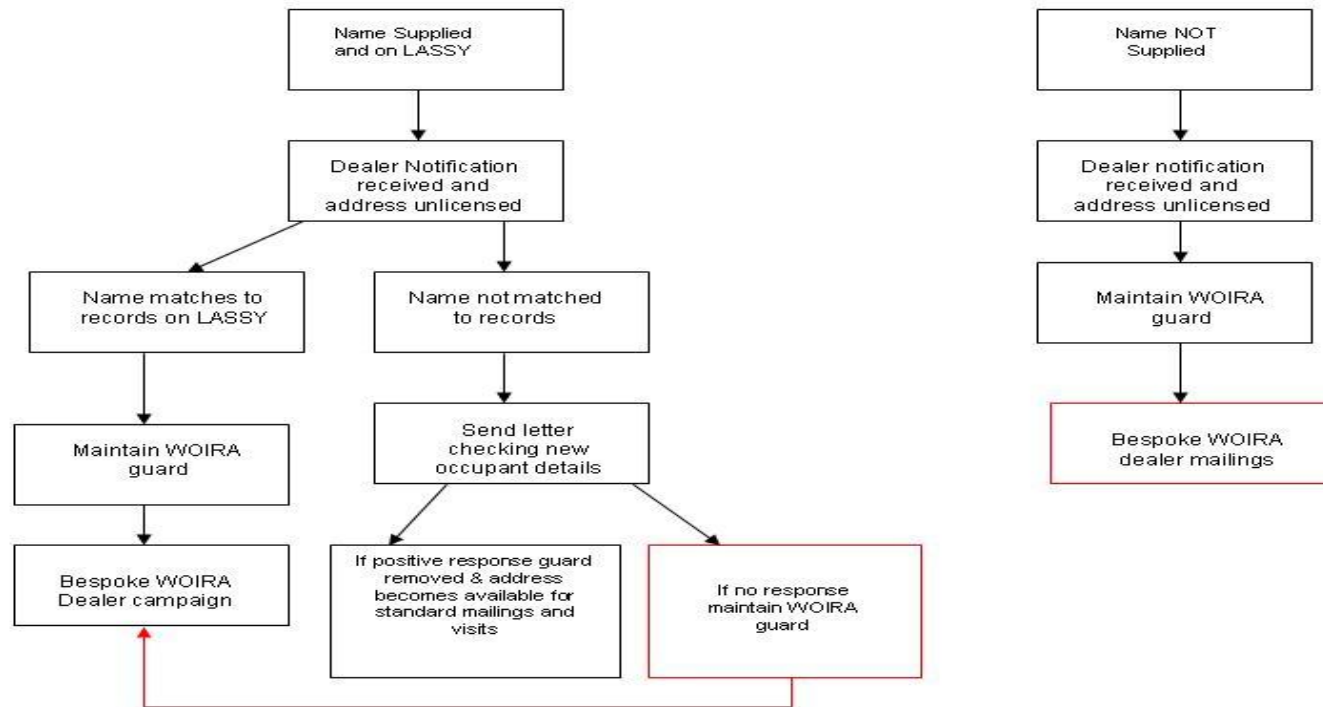 Name Supplied
and on LASSY
Name NOT
Supplied
Dealer Notification
received and
address unlicensed
Dealer notification
received and
address unlicensed
Name matches to
records on LASSY
Name not matched
to records
Maintain WOIRA
guard
Maintain WOIRA
guard
Send letter
checking new
occupant details
Bespoke WOIRA
dealer mailings
Bespoke WOIRA
Dealer campaign
If positive response guard
removed & address
becomes available for
standard mailings and
visits
If no response
maintain WOIRA
guard